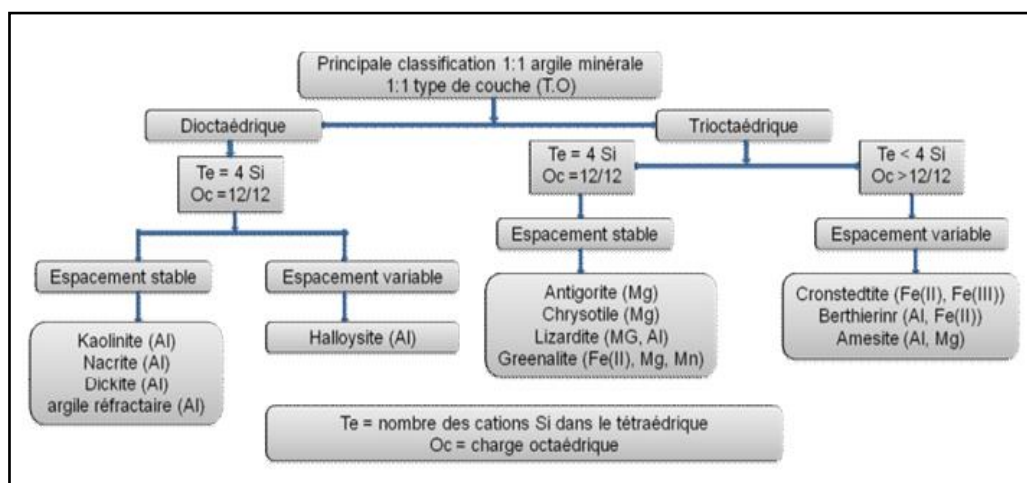 Principale classification 1:1 argile minérale
1:1 type de couche (T.O)
Dioctaédrique
Trioctaédrique
Te = 4 Si
Oc =12/12
Te = 4 Si
Oc =12/12
Te < 4 Si
Oc >12/12
Espacement stable
Espacement variable
Espacement stable
Espacement variable
Kaolinite (Al)
Nacrite (Al)
Dickite (Al)
argile réfractaire (Al)
Halloysite (Al)
Antigorite (Mg)
Chrysotile (Mg)
Lizardite (MG, Al)
Greenalite (Fe(II), Mg, Mn)
Cronstedtite (Fe(II), Fe(III))
Berthierinr (Al, Fe(II))
Amesite (Al, Mg)
Te = nombre des cations Si dans le tétraédrique
Oc = charge octaédrique